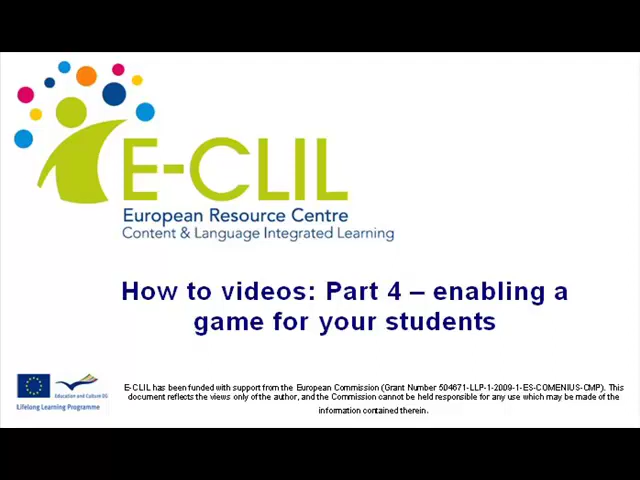 E-CLIL
European Resource Centre
Content & Language Integrated Learning
How to videos: Part 4 – enabling a
game for your students
Education and Culture DG
Lifelong Learning Programme
E-CLIL has been funded with support from the European Commission (Grant Number 504671-LLP-1-2009-1-ES-COMENIUS-CMP). This
document reflects the views only of the author, and the Commission cannot be held responsible for any use which may be made of the
information contained therein.